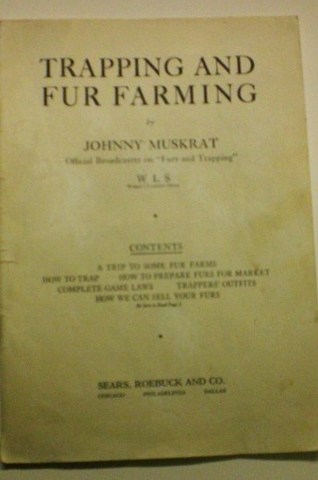 TRAPPING AND
FUR FARMING
by
JOHNNY MUSKRAT
Official Broadcasters on "Furs and Trapping"
W L S
CONTENTS
A TRIP TO SOME FUR FARMS
HOW TO TRAP HOW TO PREPARE FURS FOR MARKET
COMPLETE GAME LAWS TRAPPERS' OUTFITS
HOW WE CAN SELL YOUR FURS
SEARS, ROEBUCK AND CO.
CHICAGO PHILADELPHIA DALLAS